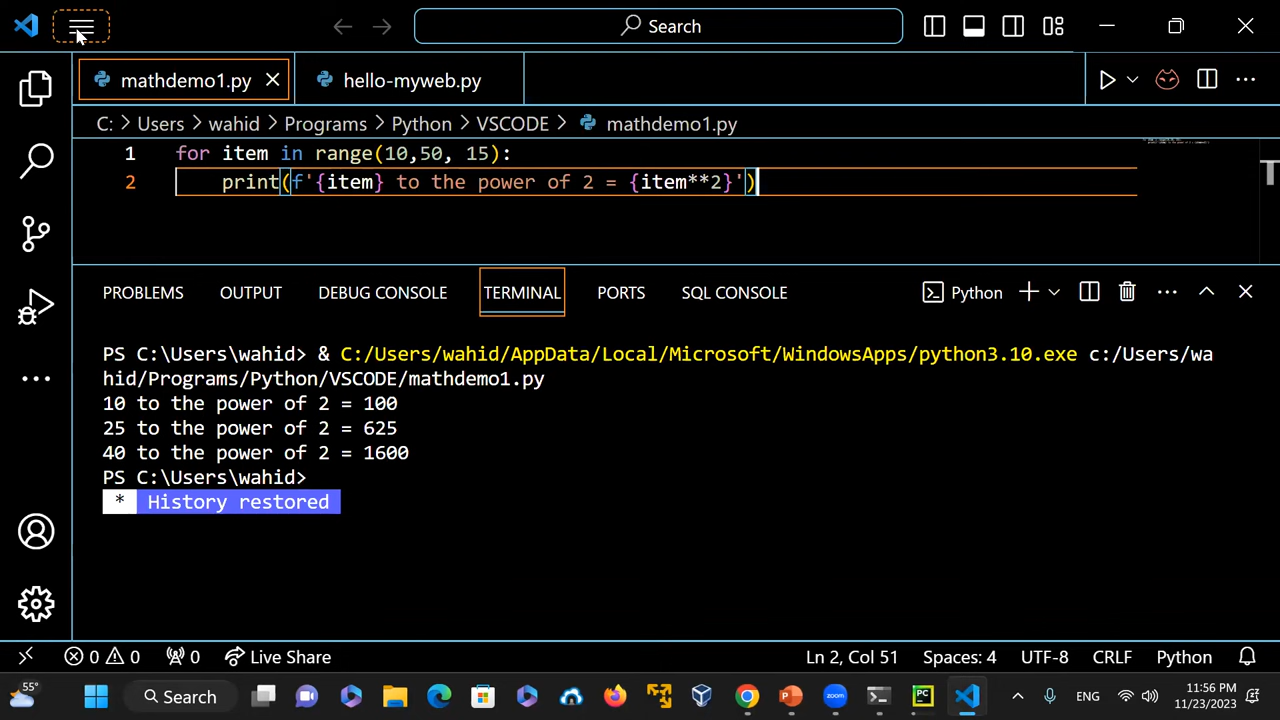 Search
mathdemo1.py
hello-myweb.py
C: > Users > wahid > Programs > Python > VSCODE > mathdemo1.py
1 for item in range(10,50, 15):
2 print(f'{item} to the power of 2 = {item**2}')
PROBLEMS OUTPUT DEBUG CONSOLE TERMINAL PORTS SQL CONSOLE Python
PS C:\Users\wahid> & C:/Users/wahid/AppData/Local/Microsoft/WindowsApps/python3.10.exe c:/Users/wa
hid/Programs/Python/VSCODE/mathdemo1.py
10 to the power of 2 = 100
25 to the power of 2 = 625
40 to the power of 2 = 1600
PS C:\Users\wahid>
* History restored
0 0 0 Live Share Ln 2, Col 51 Spaces: 4 UTF-8 CRLF Python
55°
Search
PC
zoom
ENG
11:56 PM
11/23/2023